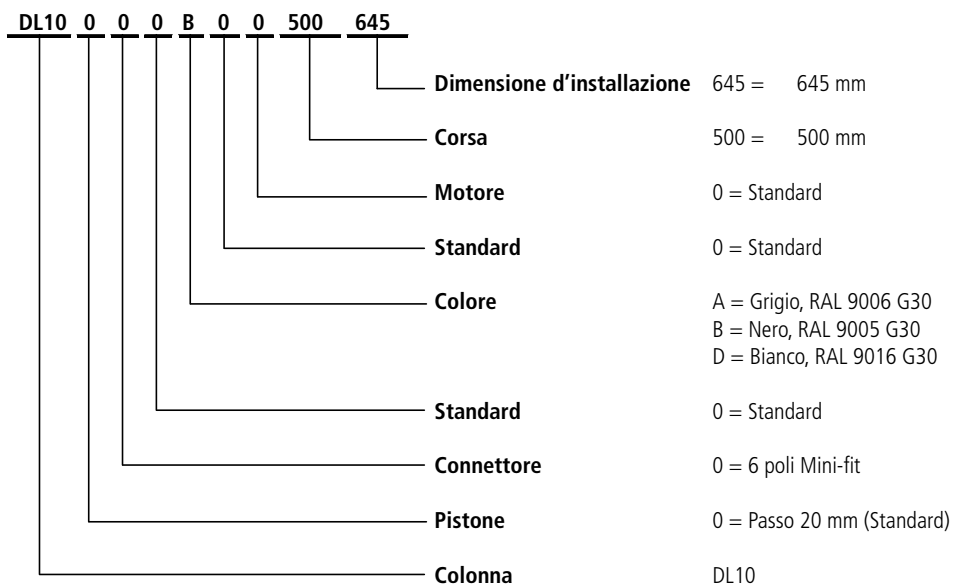 DL10 0 0 0 B 0 0 500 645
Dimensione d’installazione 645 = 645 mm
Corsa 500 = 500 mm
Motore 0 = Standard
Standard 0 = Standard
Colore A = Grigio, RAL 9006 G30
B = Nero, RAL 9005 G30
D = Bianco, RAL 9016 G30
Standard 0 = Standard
Connettore 0 = 6 poli Mini-fit
Pistone 0 = Passo 20 mm (Standard)
Colonna DL10